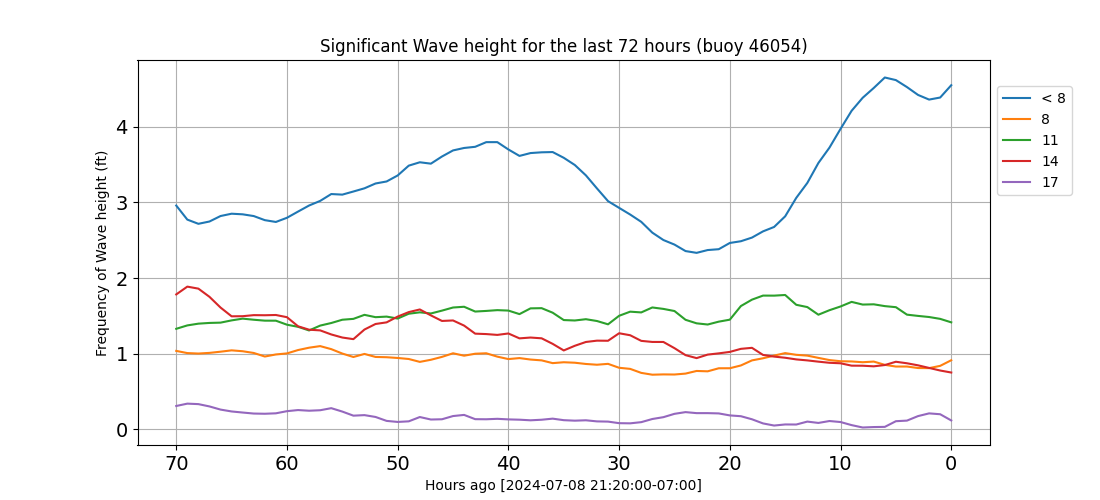 Significant Wave height for the last 72 hours (buoy 46054)
Frequency of Wave height (ft)
4
3
2
1
0
70 60 50 40 30 20 10 0
Hours ago [2024-07-08 21:20:00-07:00]
< 8
8
11
14
17